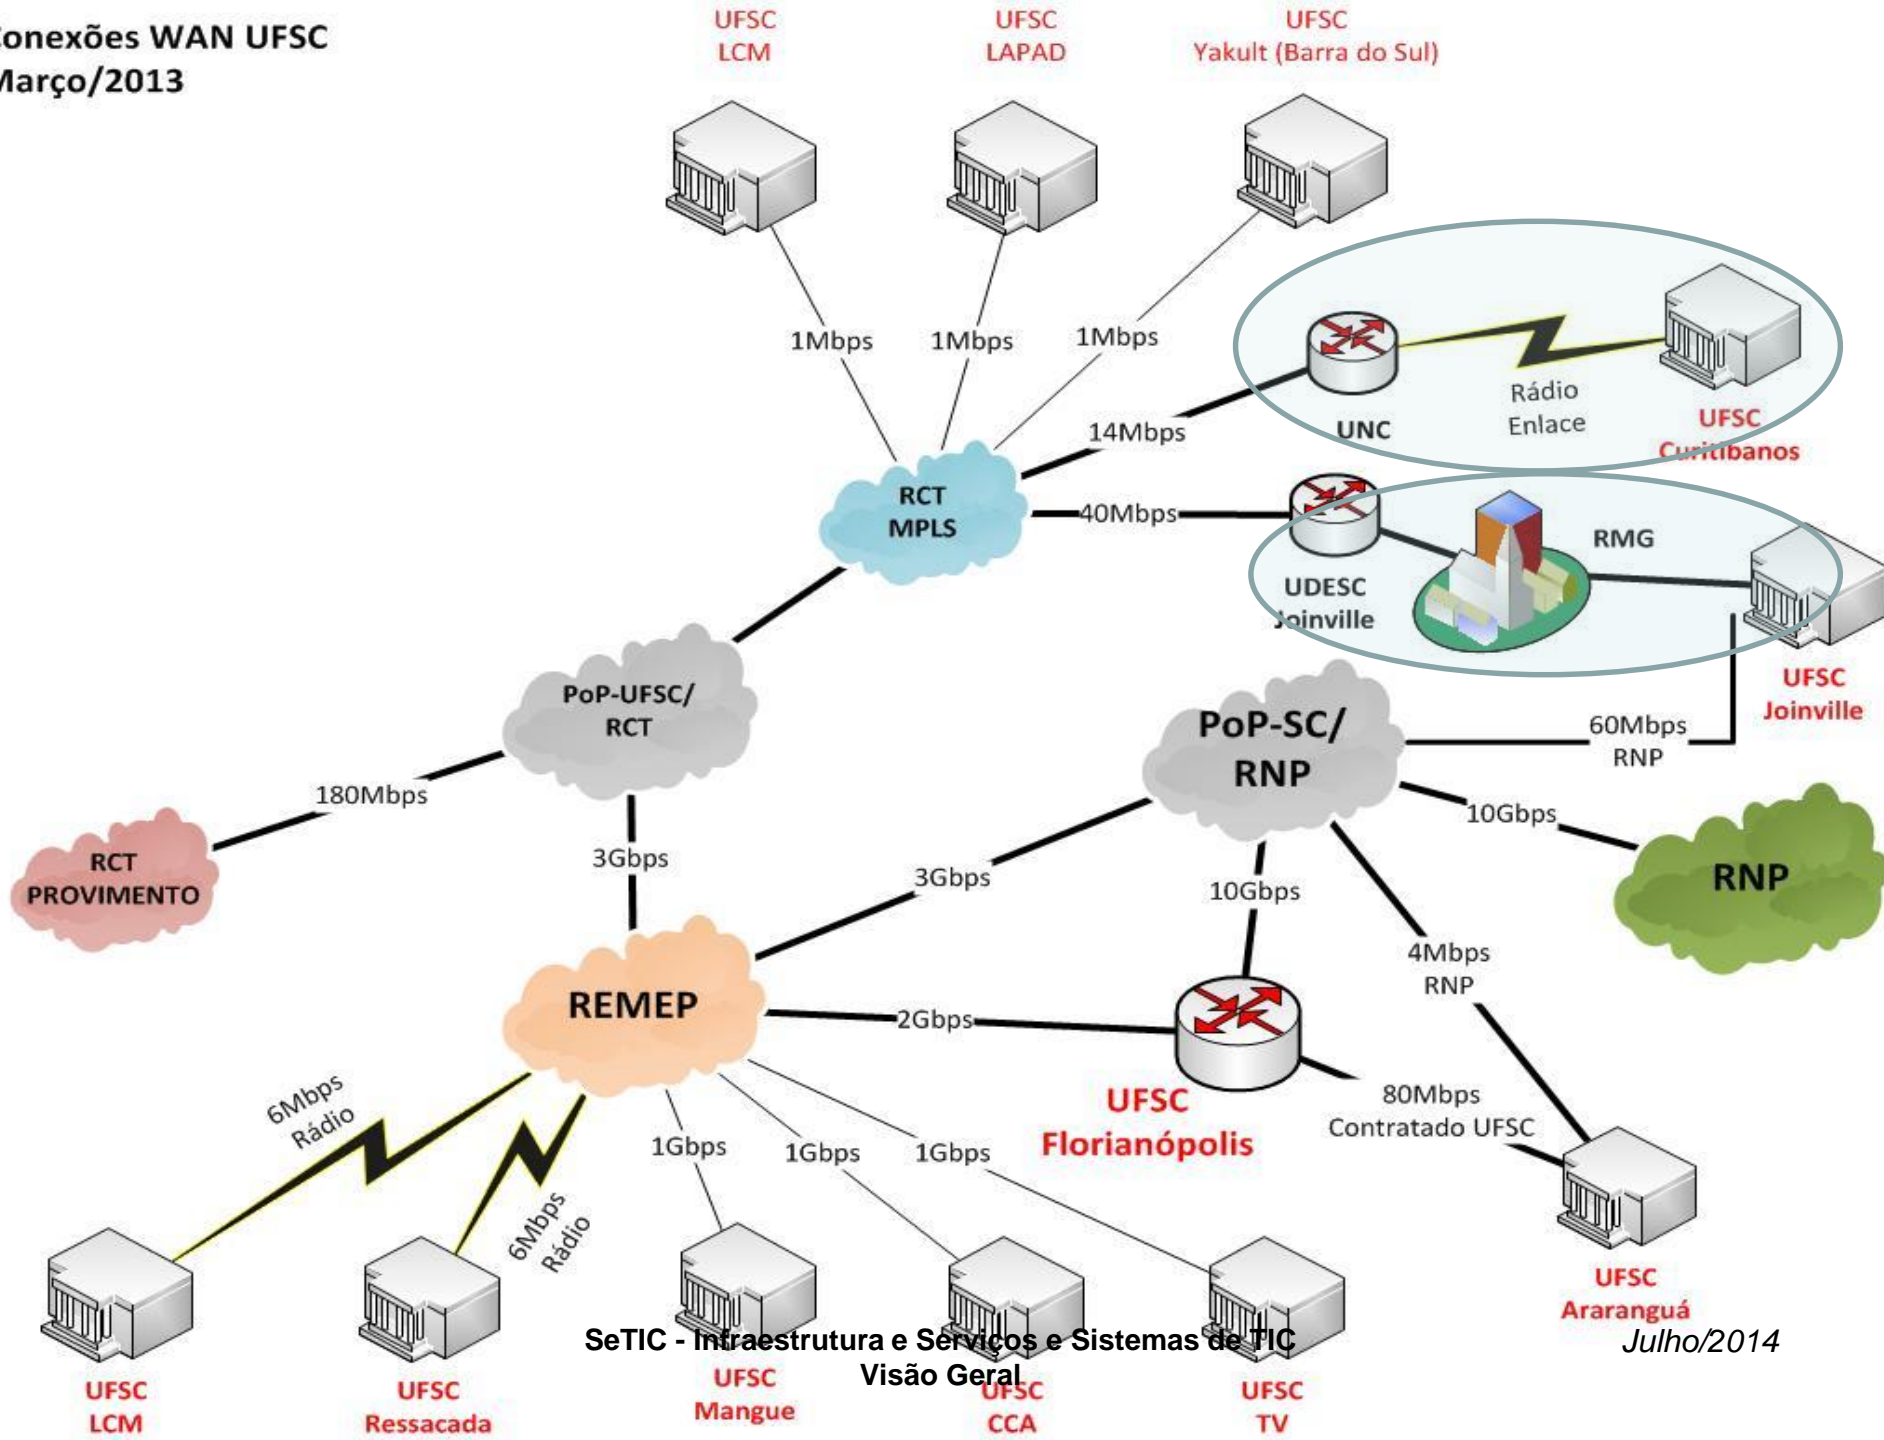 onexões WAN UFSC
Março/2013
UFSC
LCM
UFSC
LAPAD
UFSC
Yakult (Barra do Sul)
1Mbps
1Mbps
1Mbps
14Mbps
UNC
Rádio
Enlace
UFSC
Curitibanos
RCT
MPLS
40Mbps
UDESC
Joinville
RMG
UFSC
Joinville
PoP-UFSC/
RCT
PoP-SC/
RNP
60Mbps
RNP
180Mbps
RCT
PROVIMENTO
3Gbps
3Gbps
10Gbps
10Gbps
RNP
4Mbps
RNP
REMEP
2Gbps
UFSC
Florianópolis
80Mbps
Contratado UFSC
6Mbps
Rádio
6Mbps
Rádio
1Gbps
1Gbps
1Gbps
UFSC
Araranguá
SeTIC - Infraestrutura e Serviços e Sistemas de TIC
Visão Geral
Julho/2014
UFSC
LCM
UFSC
Ressacada
UFSC
Mangue
UFSC
CCA
UFSC
TV